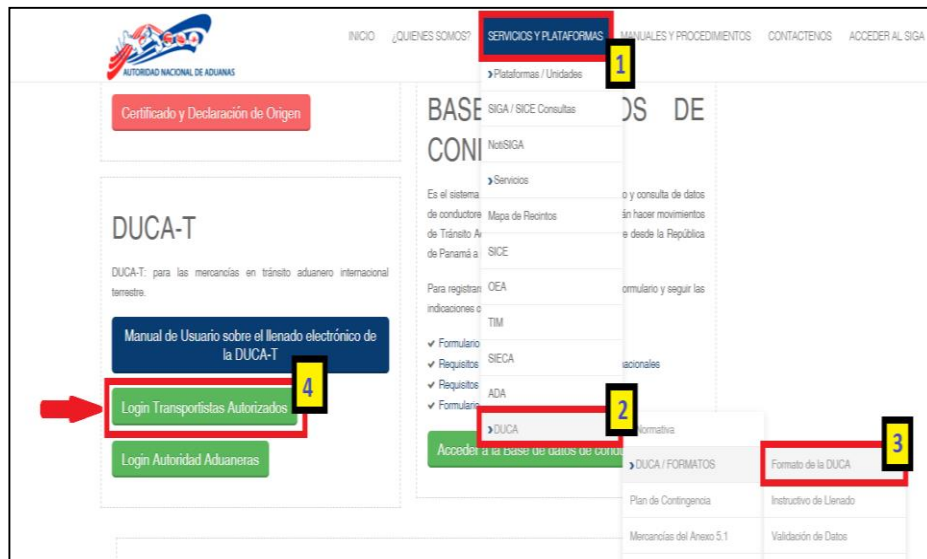 AUTORIDAD NACIONAL DE ADUANAS
INICIO
¿QUIENES SOMOS?
SERVICIOS Y PLATAFORMAS
MANUALES Y PROCEDIMIENTOS
CONTACTENOS
ACCEDER AL SIGA
1
Certificado y Declaración de Origen
DUCA-T
DUCA-T: para las mercancías en tránsito aduanero internacional
terrestre.
Manual de Usuario sobre el llenado electrónico de
la DUCA-T
4
Login Transportistas Autorizados
Login Autoridad Aduaneras
BASE OS DE
CON
Es el sistema o y consulta de datos
de conductore án hacer movimientos
de Tránsito A e desde la República
de Panamá a
Para registrar ormulario y seguir las
indicaciones
✔ Formulario
✔ Requisitos acionales
✔ Requisitos
✔ Formulario
Acceder a la Base de datos de condu
Plataformas / Unidades
SIGA / SICE Consultas
NotiSIGA
Servicios
Mapa de Recintos
SICE
OEA
TIM
SIECA
ADA
DUCA
2
Normativa
DUCA / FORMATOS
Plan de Contingencia
Mercancías del Anexo 5.1
3
Formato de la DUCA
Instructivo de Llenado
Validación de Datos